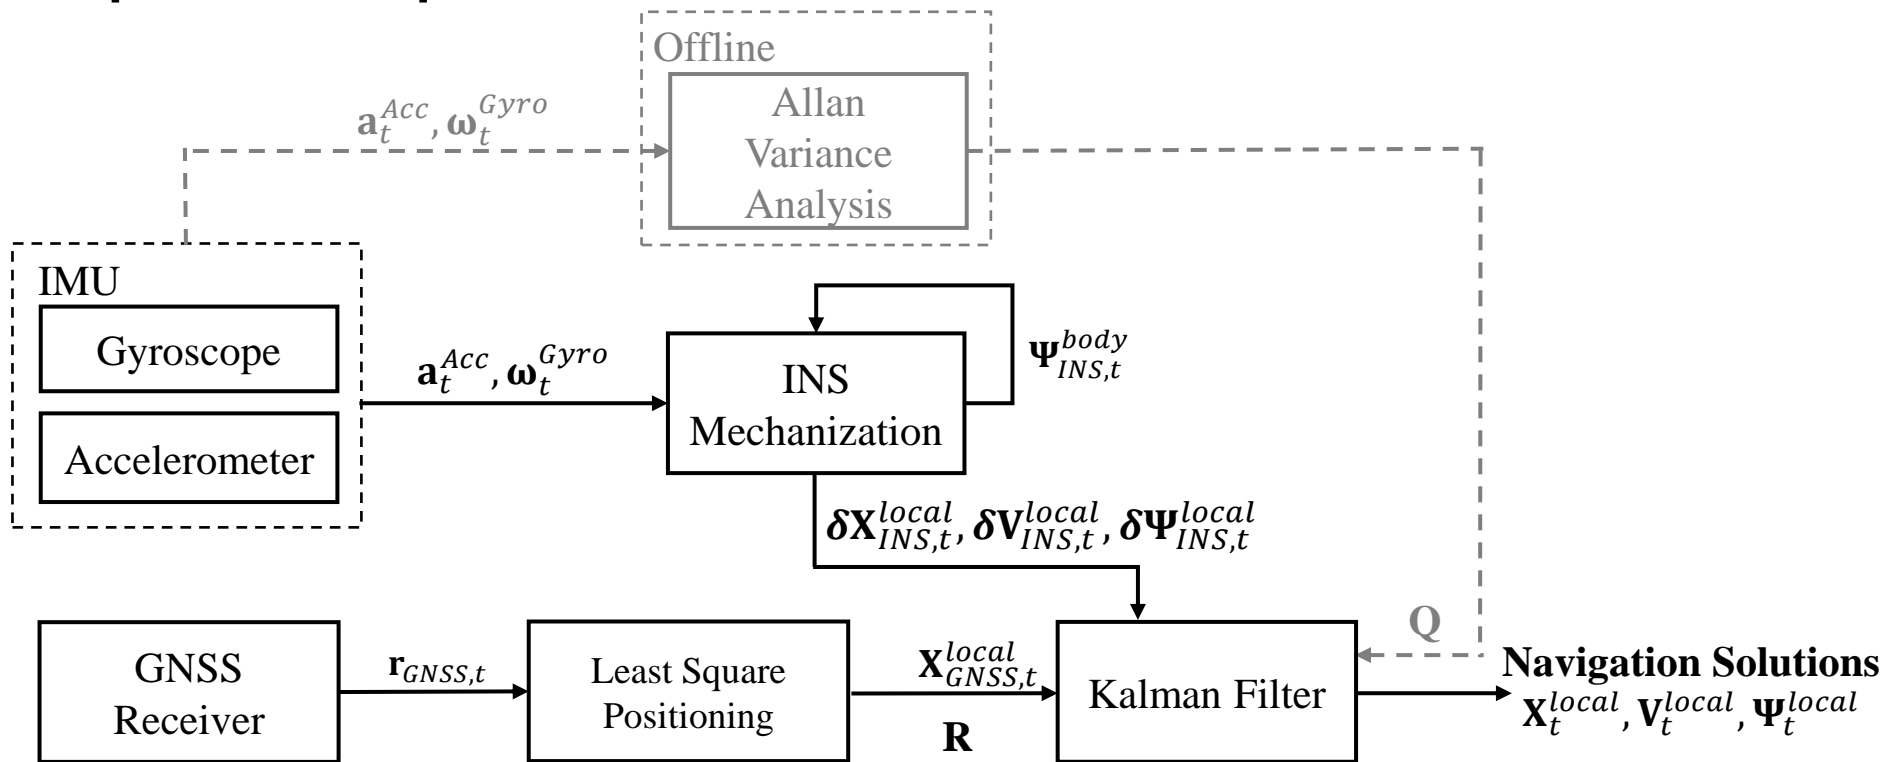 Offline
Allan
Variance
Analysis
𝐚_t^{Acc}, 𝛚_t^{Gyro}
IMU
Gyroscope
Accelerometer
𝐚_t^{Acc}, 𝛚_t^{Gyro}
INS
Mechanization
𝚿_{INS,t}^{body}
𝜹𝐗_{INS,t}^{local}, 𝜹𝐕_{INS,t}^{local}, 𝜹𝚿_{INS,t}^{local}
GNSS
Receiver
𝐫_{GNSS,t}
Least Square
Positioning
𝐗_{GNSS,t}^{local}
R
Kalman Filter
Q
Navigation Solutions
𝐗_t^{local}, 𝐕_t^{local}, 𝚿_t^{local}